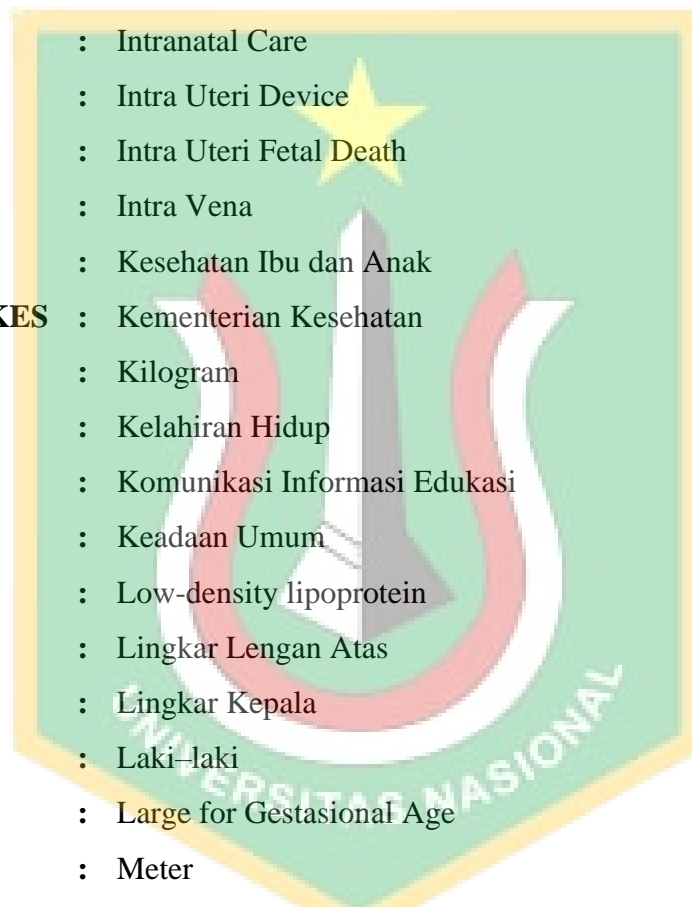 : Intranatal Care
: Intra Uteri Device
: Intra Uteri Fetal Death
: Intra Vena
: Kesehatan Ibu dan Anak
KES : Kementerian Kesehatan
: Kilogram
: Kelahiran Hidup
: Komunikasi Informasi Edukasi
: Keadaan Umum
: Low-density lipoprotein
: Lingkar Lengan Atas
: Lingkar Kepala
: Laki–laki
: Large for Gestasional Age
: Meter
UNIVERSITAS NASIONAL